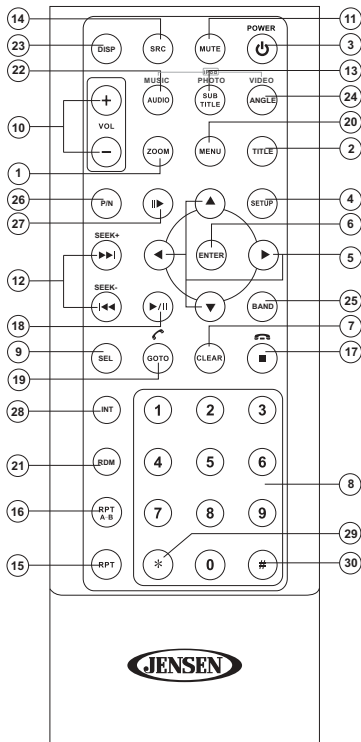 14
11
POWER
23
DISP
SRC
MUTE
3
22
13
MUSIC
PHOTO
VIDEO
AUDIO
SUB
TITLE
ANGLE
24
10
+
VOL
−
20
1
ZOOM
MENU
TITLE
2
26
P/N
SETUP
4
27
6
SEEK+
ENTER
5
12
SEEK-
BAND
25
18
7
9
SEL
GOTO
CLEAR
17
19
28
INT
1
2
3
21
RDM
4
5
6
8
16
RPT
A-B
7
8
9
29
15
RPT
*
0
#
30
JENSEN